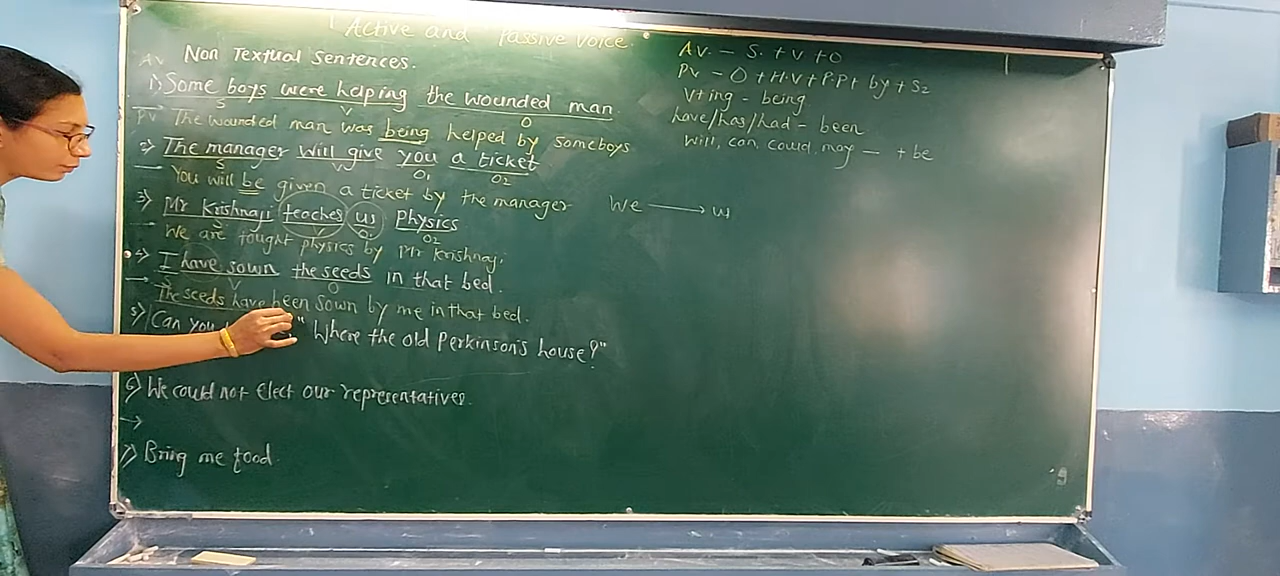 Active and Passive Voice.
Av Non Textual Sentences.
1) Some boys were helping the wounded man
S V O
PV The wounded man was being helped by someboys
2) The manager will give you a ticket
S V O1 O2
You will be given a ticket by the manager
3) Mr Krishnaji teaches us Physics
S V O1 O2
We are tought physics by Mr Krishnaji
4) I have sown the seeds in that bed.
S V O
The seeds have been sown by me in that bed.
5) Can you " Where the old Perkinson's house?"
6) We could not Elect our representatives.
→
7) Bring me food.
Av. - S. + V + O
Pv - O + H.V + P.P + by + S2
V+ing - being
have/has/had - been
will, can, could, may — + be
We → w